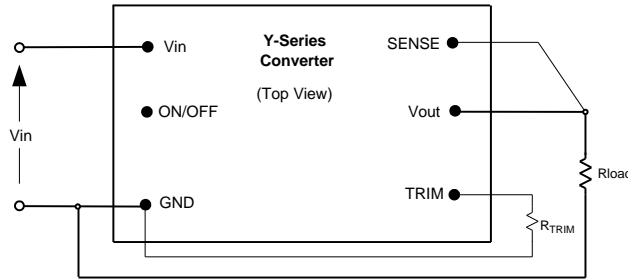 Y-Series
Converter
(Top View)
Vin
SENSE
ON/OFF
Vout
Vin
Rload
GND
TRIM
RTRIM